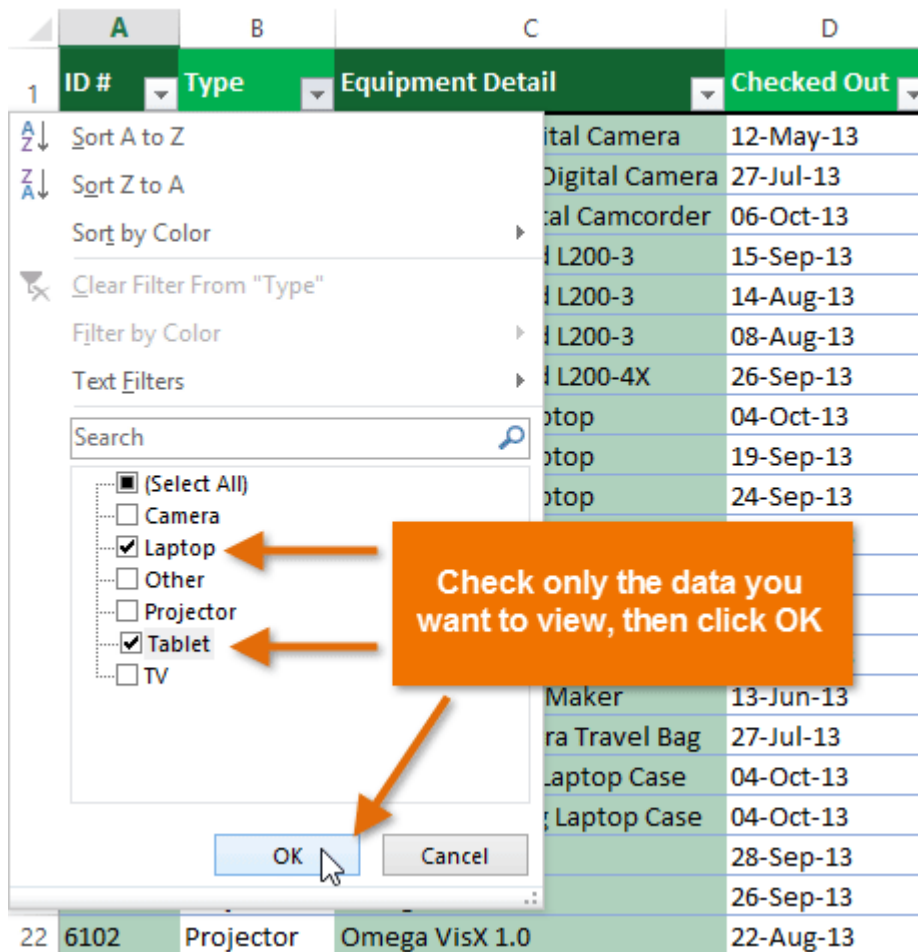 A B C D
1 ID # Type Equipment Detail Checked Out
Sort A to Z
Sort Z to A
Sort by Color
Clear Filter From "Type"
Filter by Color
Text Filters
Search
(Select All)
Camera
Laptop
Other
Projector
Tablet
TV
OK Cancel
ital Camera 12-May-13
Digital Camera 27-Jul-13
tal Camcorder 06-Oct-13
L200-3 15-Sep-13
L200-3 14-Aug-13
L200-3 08-Aug-13
L200-4X 26-Sep-13
ptop 04-Oct-13
ptop 19-Sep-13
ptop 24-Sep-13
Check only the data you
want to view, then click OK
Maker 13-Jun-13
ra Travel Bag 27-Jul-13
Laptop Case 04-Oct-13
Laptop Case 04-Oct-13
28-Sep-13
26-Sep-13
22 6102 Projector Omega VisX 1.0 22-Aug-13